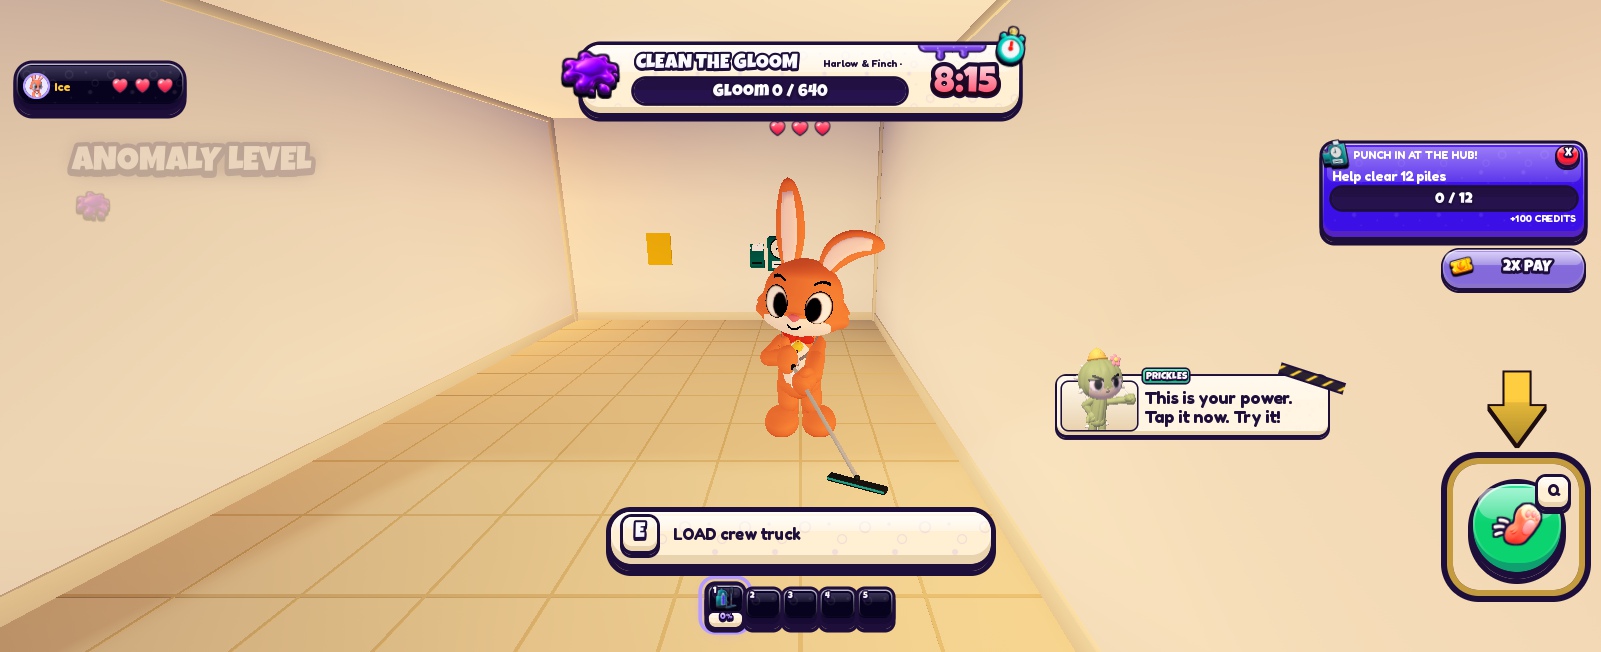 Ice
CLEAN THE GLOOM
Harlow & Finch ·
Gloom 0 / 640
8:15
ANOMALY LEVEL
PUNCH IN AT THE HUB!
X
Help clear 12 piles
0 / 12
+100 CREDITS
2X PAY
PRICKLES
This is your power.
Tap it now. Try it!
Q
E
LOAD crew truck
1
2
3
4
5
0%